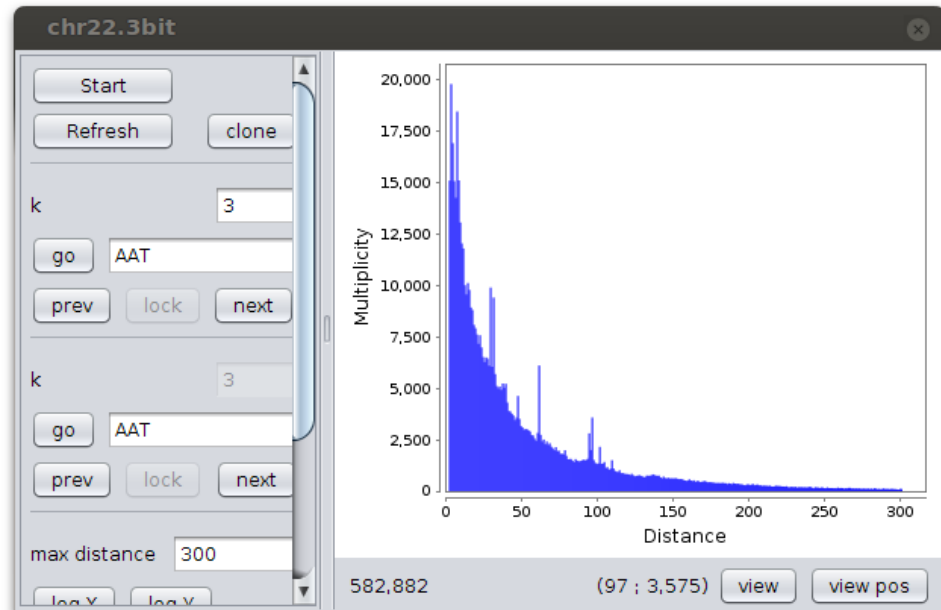 chr22.3bit
Start
Refresh clone
k 3
go AAT
prev lock next
k 3
go AAT
prev lock next
max distance 300
log X log Y
20,000
17,500
15,000
12,500
10,000
7,500
5,000
2,500
0
Multiplicity
0 50 100 150 200 250 300
Distance
582,882 (97 ; 3,575) view view pos